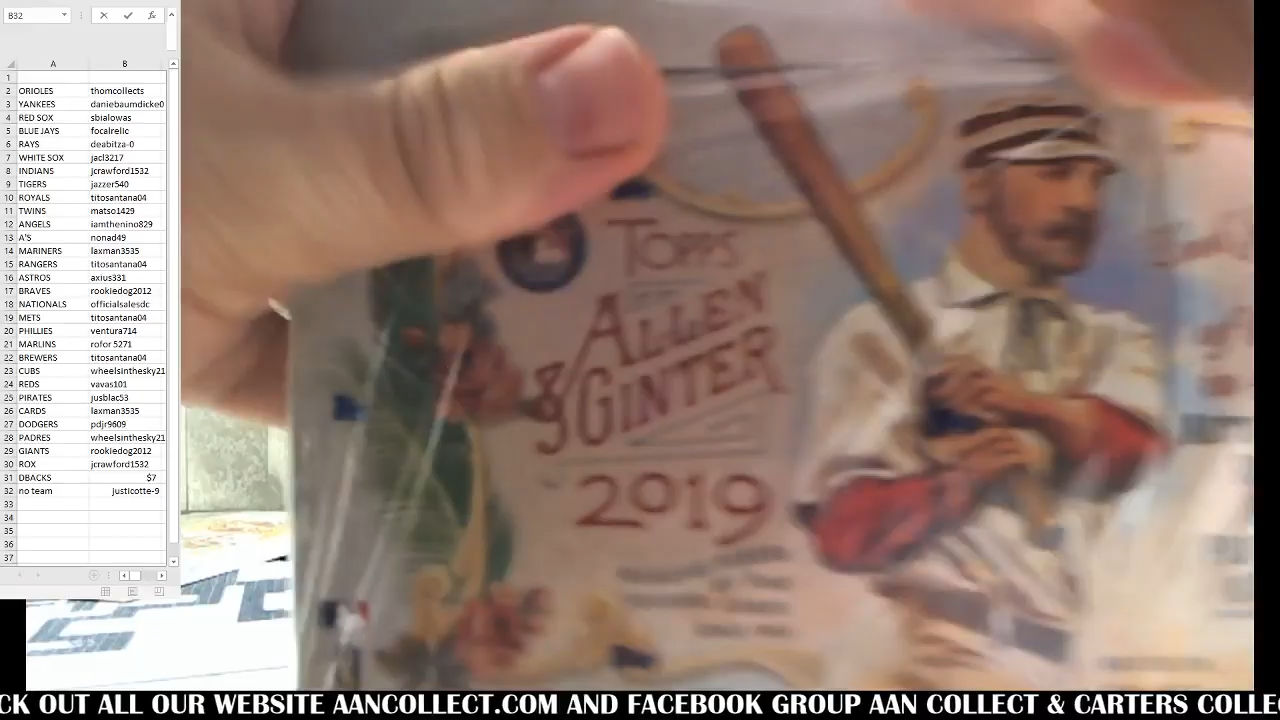 B32
fx
A B
1
2 ORIOLES thomcollects
3 YANKEES daniebaumdicke0
4 RED SOX sbialowas
5 BLUE JAYS focalrelic
6 RAYS deabitza-0
7 WHITE SOX jacl3217
8 INDIANS jcrawford1532
9 TIGERS jazzer540
10 ROYALS titosantana04
11 TWINS matso1429
12 ANGELS iamthenino829
13 A'S nonad49
14 MARINERS laxman3535
15 RANGERS titosantana04
16 ASTROS axius331
17 BRAVES rookiedog2012
18 NATIONALS officialsalesdc
19 METS titosantana04
20 PHILLIES ventura714
21 MARLINS rofor5271
22 BREWERS titosantana04
23 CUBS wheelsinthesky21
24 REDS vavas101
25 PIRATES jusblac53
26 CARDS laxman3535
27 DODGERS pdjr9609
28 PADRES wheelsinthesky21
29 GIANTS rookiedog2012
30 ROX jcrawford1532
31 DBACKS $7
32 no team justicotte-9
33
34
35
36
37
TOPPS
ALLEN
& GINTER
2019
CK OUT ALL OUR WEBSITE AANCOLLECT.COM AND FACEBOOK GROUP AAN COLLECT & CARTERS COLLE